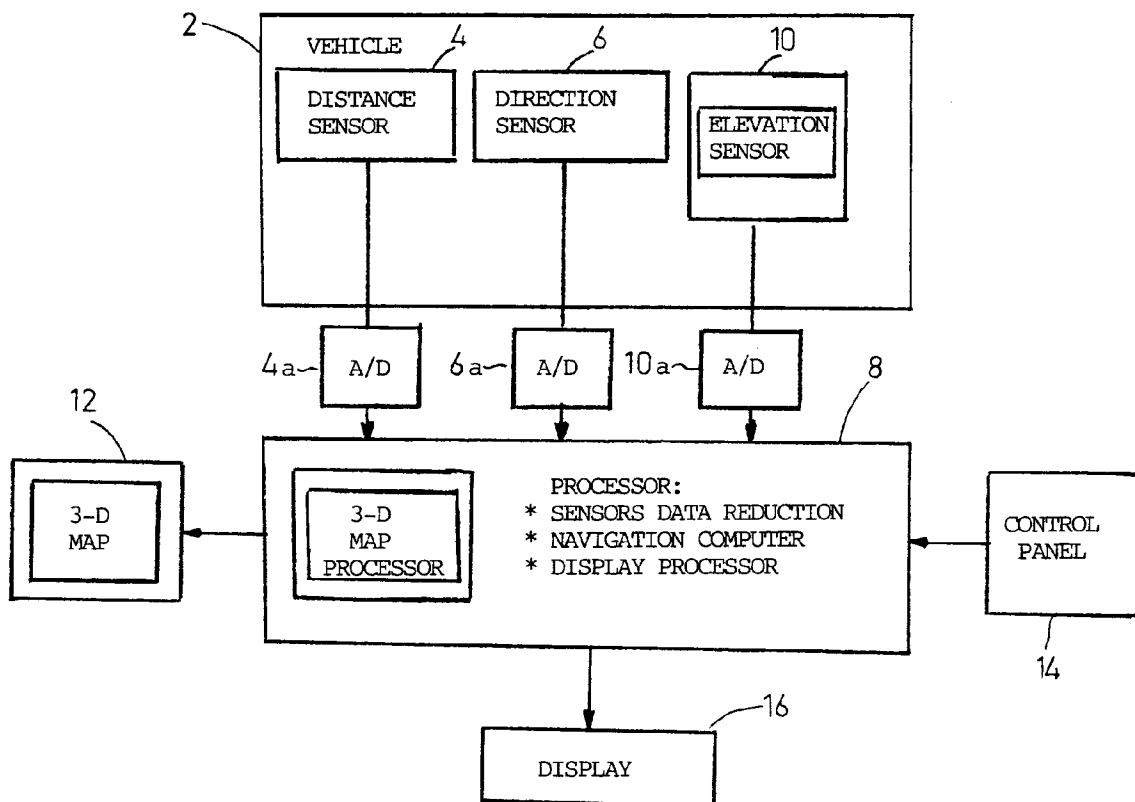 2
VEHICLE
4
6
10
DISTANCE
SENSOR
DIRECTION
SENSOR
ELEVATION
SENSOR
4a
A/D
6a
A/D
10a
A/D
8
12
3-D
MAP
3-D
MAP
PROCESSOR
PROCESSOR:
* SENSORS DATA REDUCTION
* NAVIGATION COMPUTER
* DISPLAY PROCESSOR
CONTROL
PANEL
14
16
DISPLAY